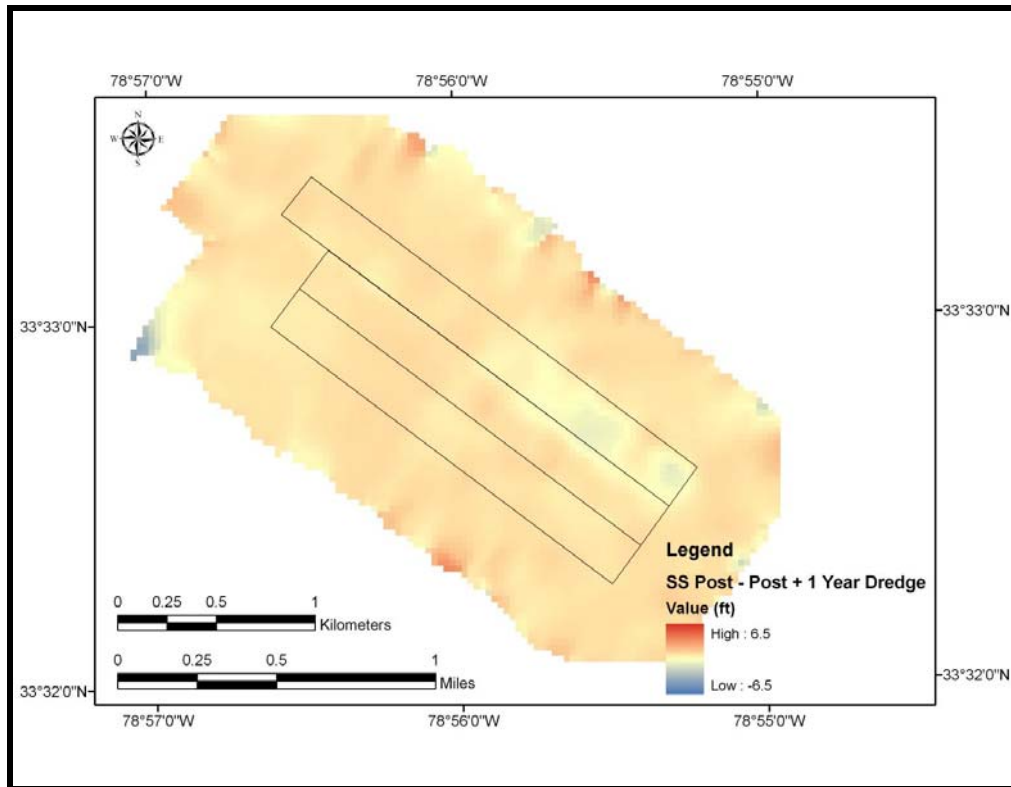 78°57'0"W 78°56'0"W 78°55'0"W
N
W E
S
33°33'0"N 33°33'0"N
Legend
SS Post - Post + 1 Year Dredge
Value (ft)
High : 6.5
Low : -6.5
0 0.25 0.5 1
Kilometers
0 0.25 0.5 1
Miles
33°32'0"N 33°32'0"N
78°57'0"W 78°56'0"W 78°55'0"W